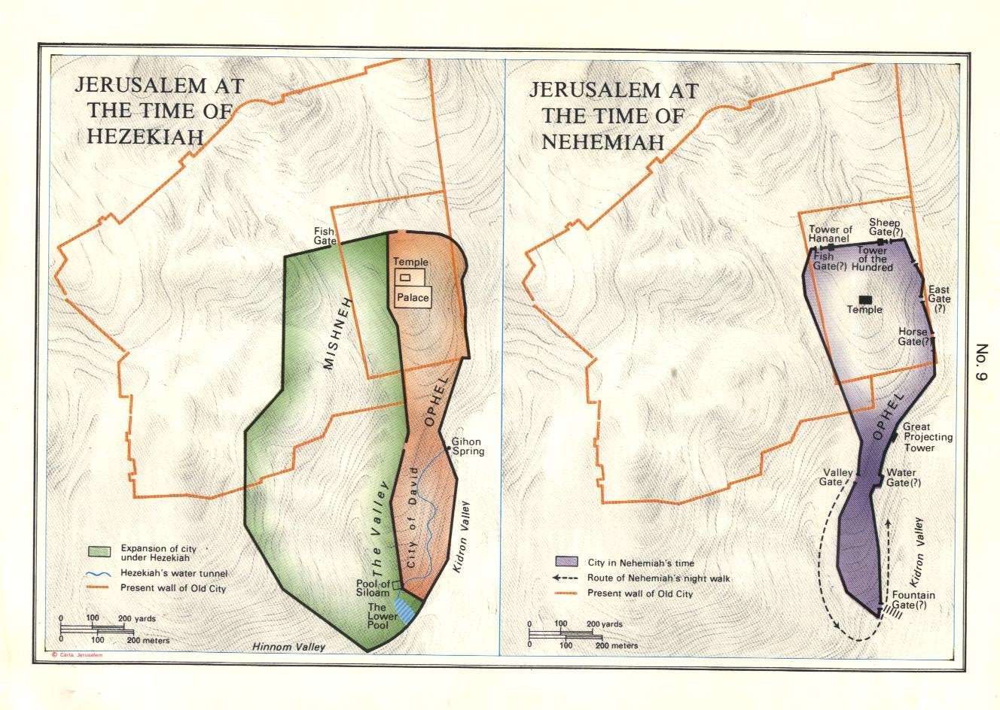 JERUSALEM AT
THE TIME OF
HEZEKIAH
Fish
Gate
Temple
Palace
MISHNEH
OPHEL
Gihon
Spring
City of David
The Valley
Kidron Valley
Pool of
Siloam
The
Lower
Pool
Hinnom Valley
Expansion of city
under Hezekiah
Hezekiah's water tunnel
Present wall of Old City
0 100 200 yards
0 100 200 meters
© Carta, Jerusalem
JERUSALEM AT
THE TIME OF
NEHEMIAH
Tower of
Hananel
Sheep
Gate(?)
Fish
Gate(?)
Tower
of the
Hundred
East
Gate
(?)
Temple
Horse
Gate(?)
OPHEL
Great
Projecting
Tower
Valley
Gate
Water
Gate(?)
Kidron Valley
Fountain
Gate(?)
City in Nehemiah's time
Route of Nehemiah's night walk
Present wall of Old City
0 100 200 yards
0 100 200 meters
No. 9